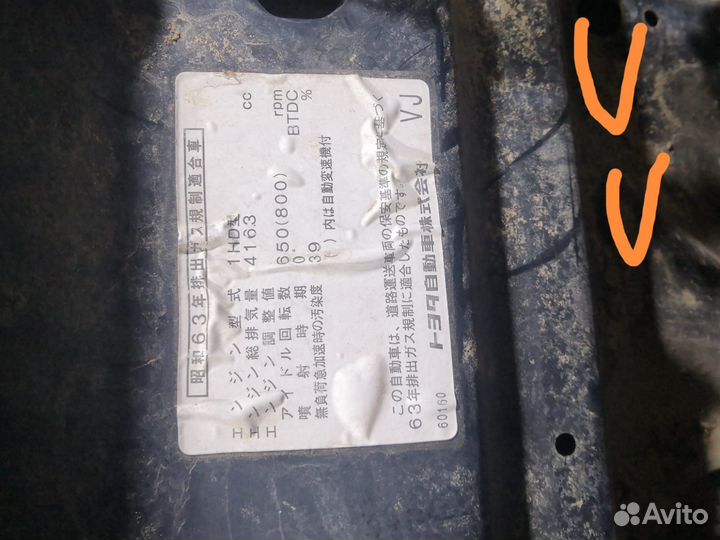 昭和63年排出ガス規制適合車
エンジン型式 1HD型
エンジン総排気量 4163 cc
エンジン調整値
アイドル回転数 650(800) rpm
噴射時期 0 BTDC
無負荷急加速時の汚染度 39 %
( )内は自動変速機付
この自動車は、道路運送車両の保安基準の規定に基づく
63年排出ガス規制に適合したものです。
トヨタ自動車株式会社
60160
VJ
Avito